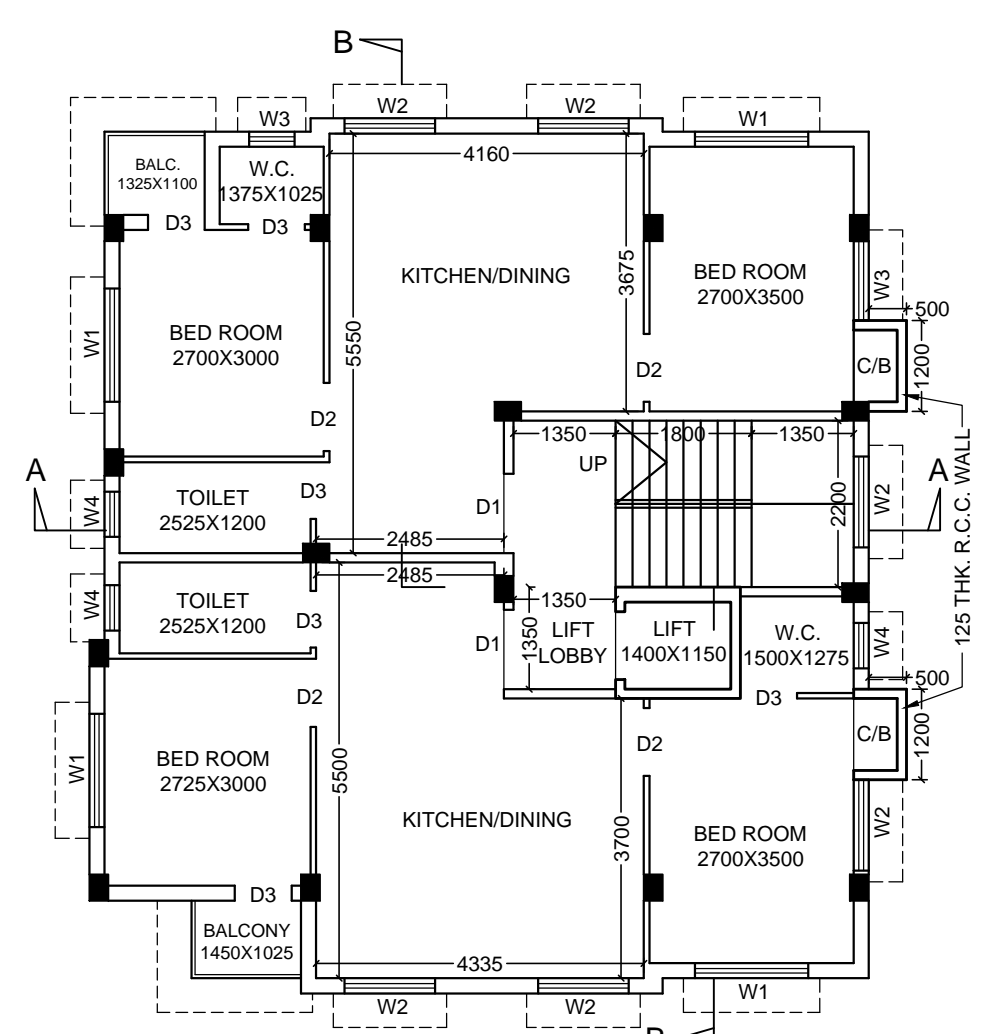 B
W2
W2
W3
W1
BALC.
1325X1100
W.C.
1375X1025
4160
D3
D3
KITCHEN/DINING
3675
BED ROOM
2700X3500
W3
500
BED ROOM
2700X3000
W1
5550
D2
C/B
1200
D2
1350
1800
1350
UP
A
W4
TOILET
2525X1200
D3
D1
2200
W2
A
2485
2485
125 THK. R.C.C. WALL
W4
TOILET
2525X1200
D3
D1
1350
1350
LIFT
LOBBY
LIFT
1400X1150
W.C.
1500X1275
W4
500
D2
D3
W1
BED ROOM
2725X3000
5500
D2
C/B
1200
KITCHEN/DINING
3700
BED ROOM
2700X3500
W2
D3
BALCONY
1450X1025
4335
W2
W2
W1